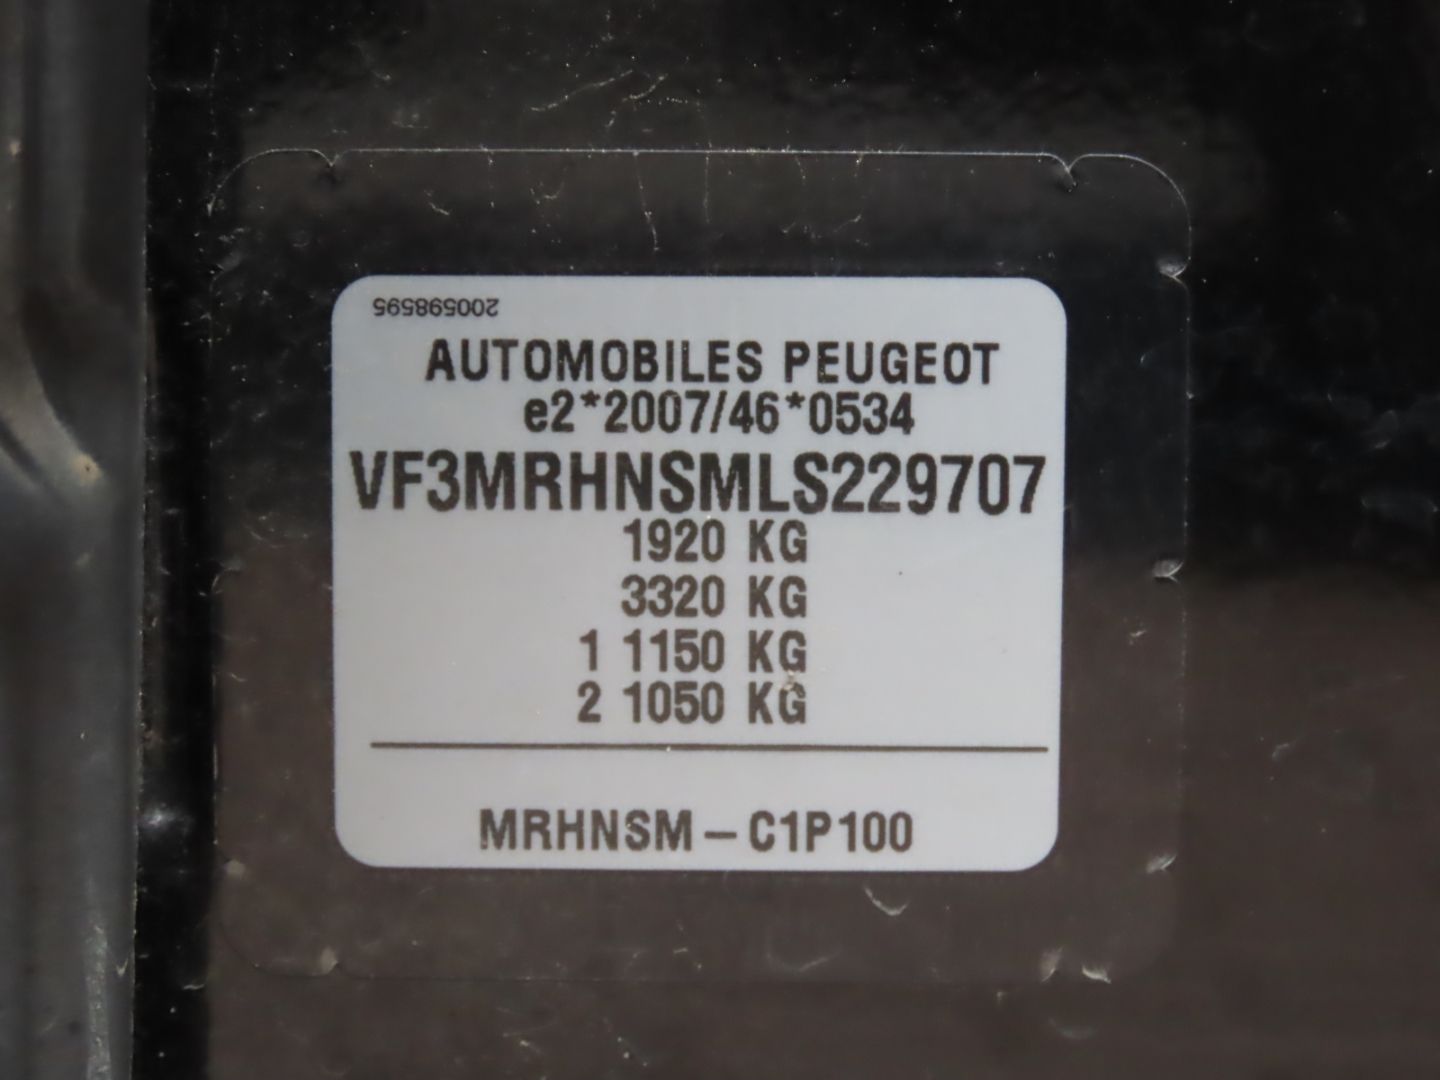 200598595
AUTOMOBILES PEUGEOT
e2*2007/46*0534
VF3MRHNSMLS229707
1920 KG
3320 KG
1 1150 KG
2 1050 KG
MRHNSM – C1P100